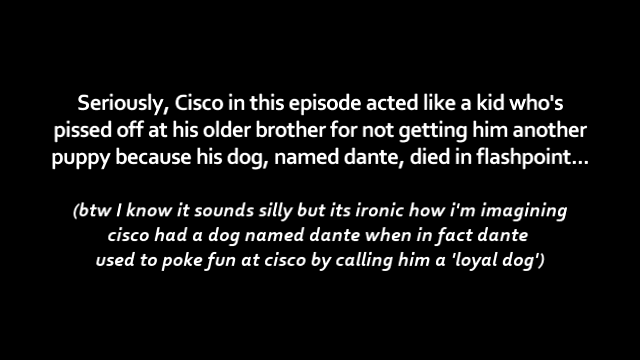 Seriously, Cisco in this episode acted like a kid who's
pissed off at his older brother for not getting him another
puppy because his dog, named dante, died in flashpoint...
(btw I know it sounds silly but its ironic how i'm imagining
cisco had a dog named dante when in fact dante
used to poke fun at cisco by calling him a 'loyal dog')